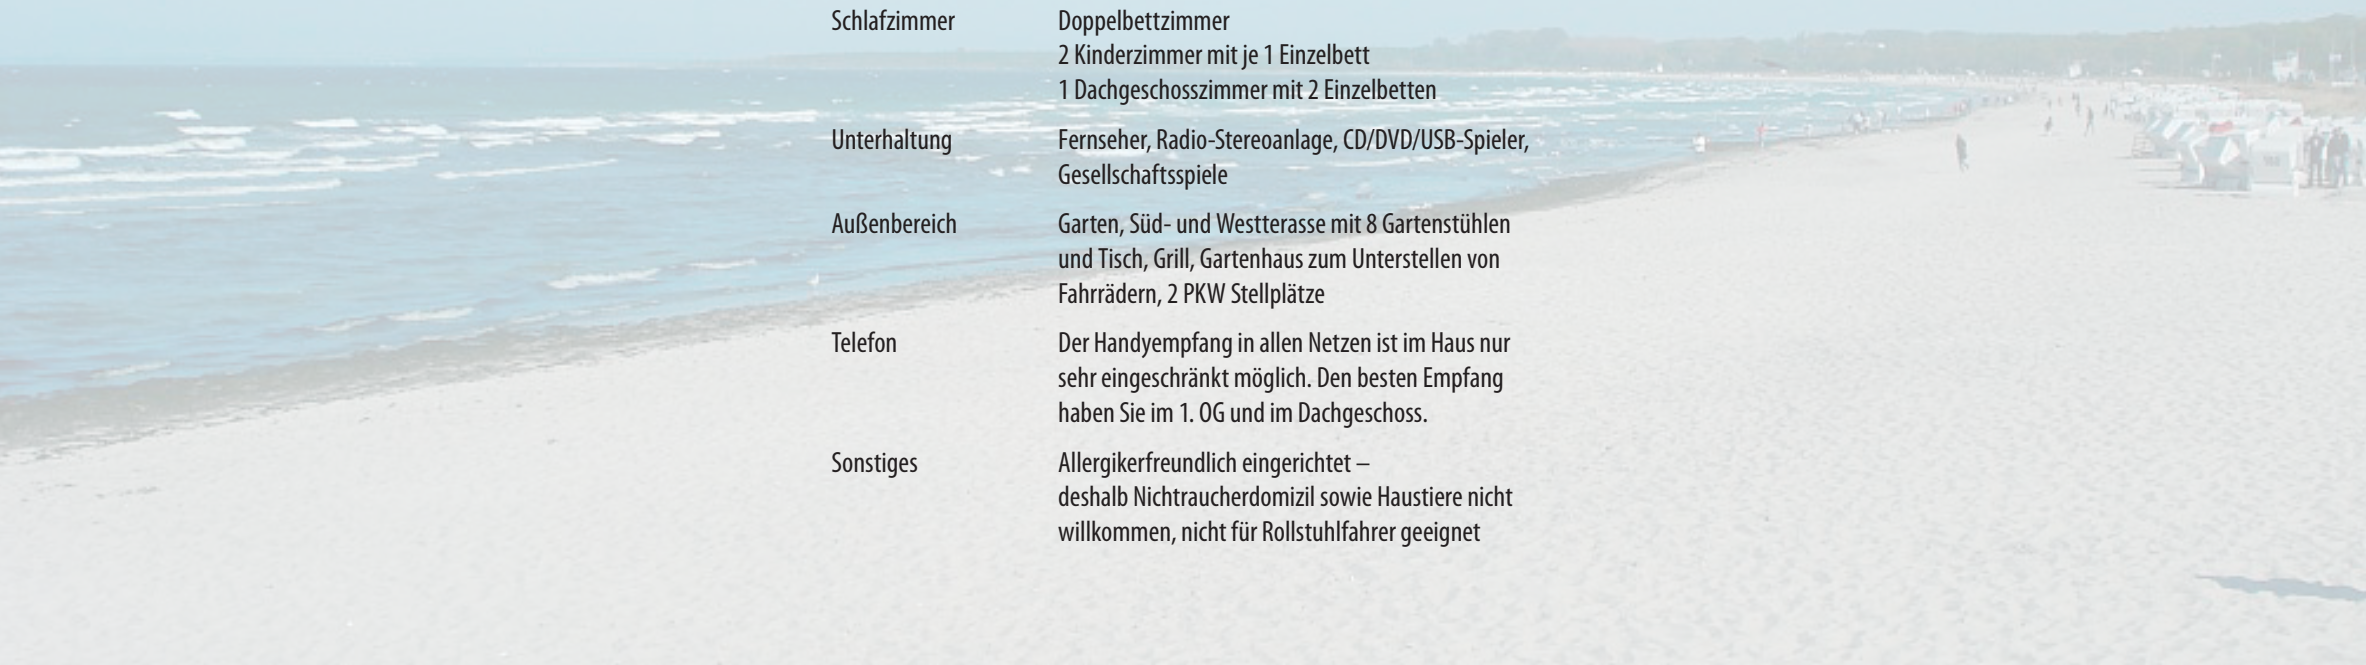 Schlafzimmer Doppelbettzimmer
2 Kinderzimmer mit je 1 Einzelbett
1 Dachgeschosszimmer mit 2 Einzelbetten
Unterhaltung Fernseher, Radio-Stereoanlage, CD/DVD/USB-Spieler,
Gesellschaftsspiele
Außenbereich Garten, Süd- und Westterasse mit 8 Gartenstühlen
und Tisch, Grill, Gartenhaus zum Unterstellen von
Fahrrädern, 2 PKW Stellplätze
Telefon Der Handyempfang in allen Netzen ist im Haus nur
sehr eingeschränkt möglich. Den besten Empfang
haben Sie im 1. OG und im Dachgeschoss.
Sonstiges Allergikerfreundlich eingerichtet –
deshalb Nichtraucherdomizil sowie Haustiere nicht
willkommen, nicht für Rollstuhlfahrer geeignet